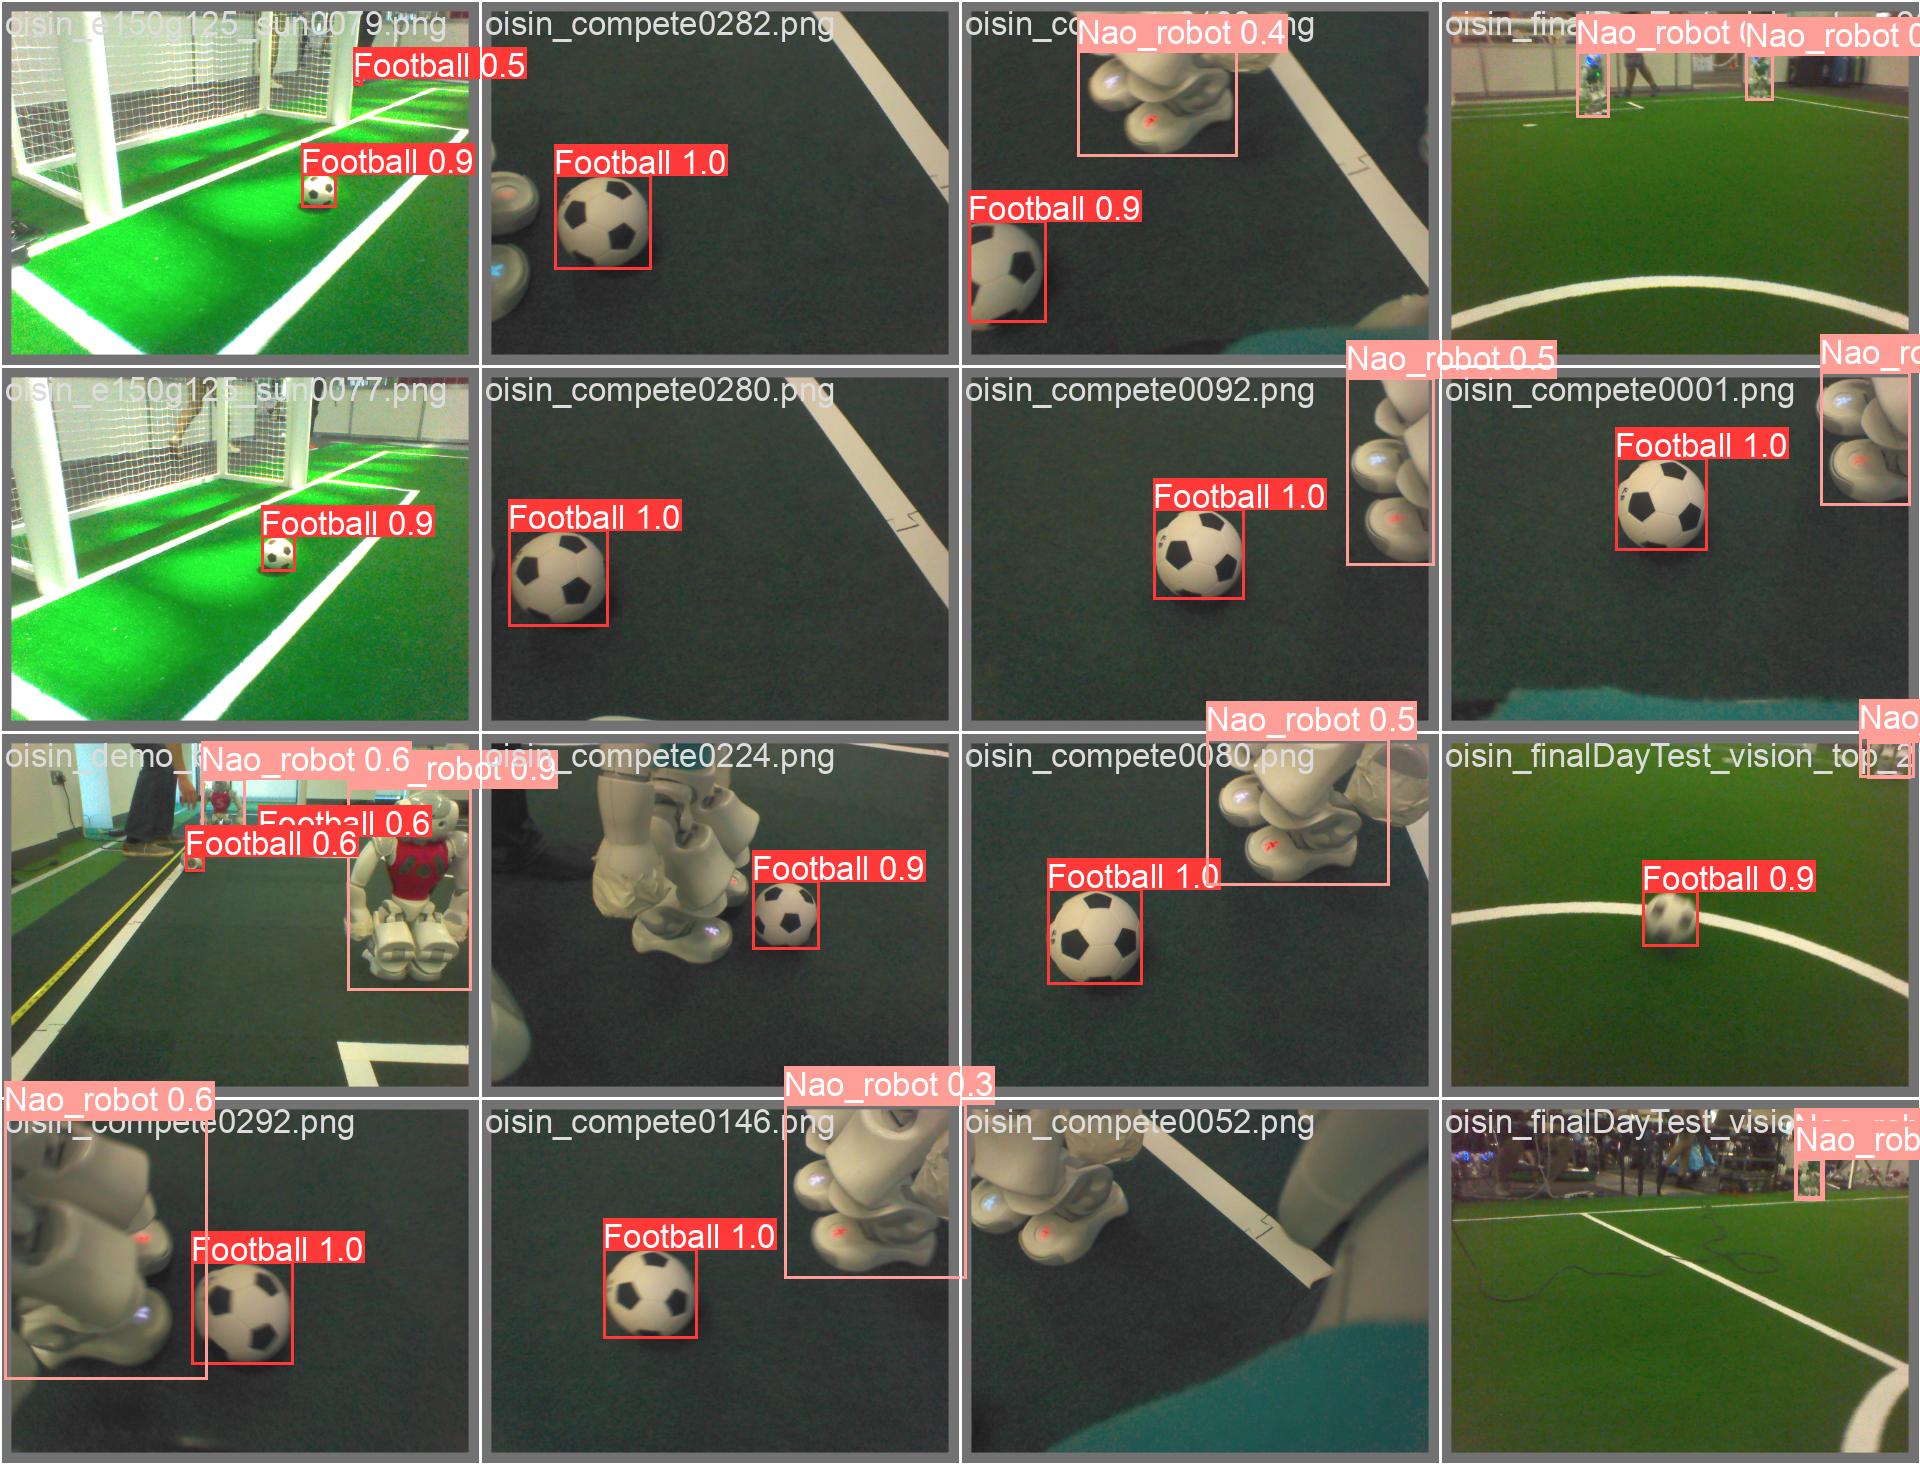 oisin_e150g125_sun0079.png
Football 0.5
Football 0.9
oisin_compete0282.png
Football 1.0
Nao_robot 0.4
Football 0.9
Nao_robot
Nao_robot
oisin_e150g125_sun0077.png
Football 0.9
oisin_compete0280.png
Football 1.0
oisin_compete0092.png
Nao_robot 0.5
Football 1.0
oisin_compete0001.png
Football 1.0
oisin_demo
Nao_robot 0.6
robot 0.9
Football 0.6
Football 0.6
oisin_compete0224.png
Football 0.9
oisin_compete0080.png
Nao_robot 0.5
Football 1.0
oisin_finalDayTest_vision_top_2
Nao
Football 0.9
Nao_robot 0.6
oisin_compete0292.png
Football 1.0
oisin_compete0146.png
Nao_robot 0.3
Football 1.0
oisin_compete0052.png
oisin_finalDayTest_visio